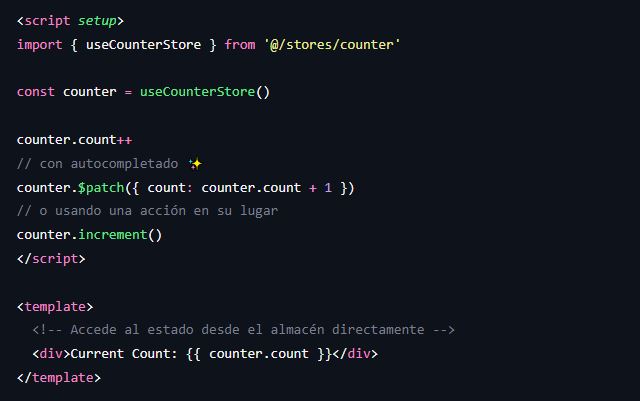 <script setup>
import { useCounterStore } from '@/stores/counter'

const counter = useCounterStore()

counter.count++
// con autocompletado ✨
counter.$patch({ count: counter.count + 1 })
// o usando una acción en su lugar
counter.increment()
</script>

<template>
  <!-- Accede al estado desde el almacén directamente -->
  <div>Current Count: {{ counter.count }}</div>
</template>